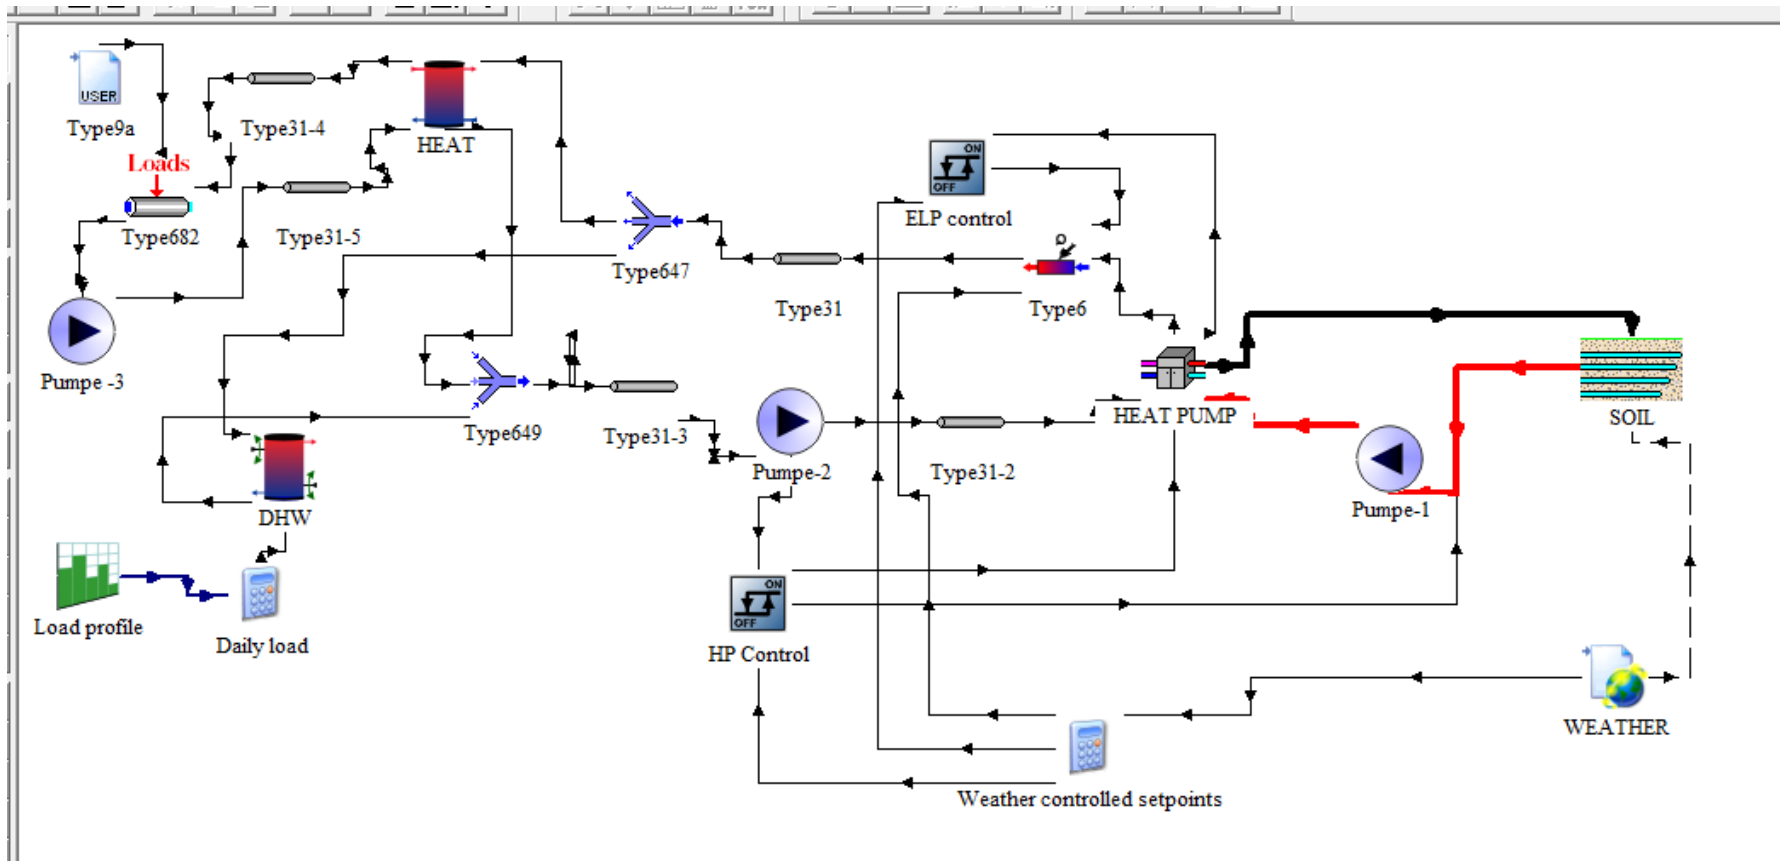 USER
Type9a
Type31-4
HEAT
Loads
Type682
Type31-5
ON
OFF
ELP control
Type647
Type31
Type6
Pumpe -3
Type649
Type31-3
Pumpe-2
Type31-2
HEAT PUMP
SOIL
Pumpe-1
DHW
Load profile
Daily load
ON
OFF
HP Control
WEATHER
Weather controlled setpoints